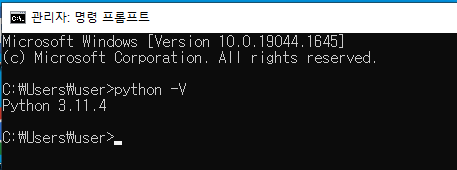 관리자: 명령 프롬프트
Microsoft Windows [Version 10.0.19044.1645]
(c) Microsoft Corporation. All rights reserved.
C:₩Users₩user>python -V
Python 3.11.4
C:₩Users₩user>